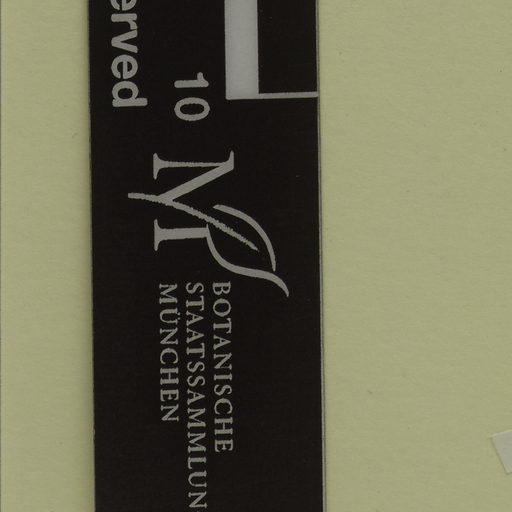 erved
10
BOTANISCHE
STAATSSAMMLUN
MÜNCHEN